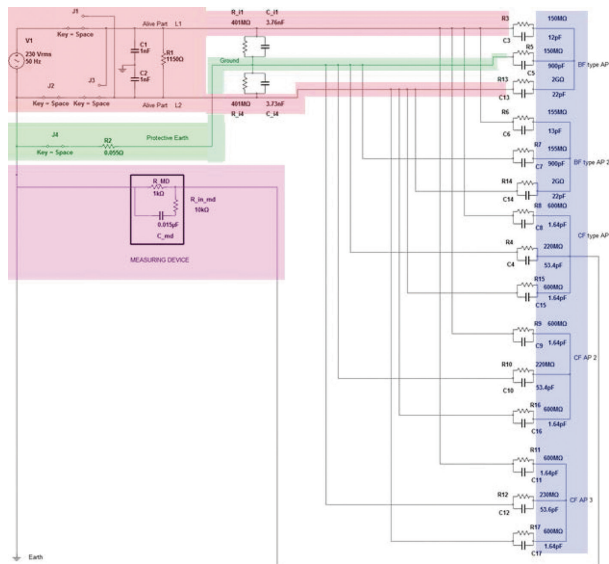 J1
Alive Part L1
R_i1 C_i1
401MΩ 3.76nF
Key = Space
V1
230 Vrms
50 Hz
C1
1nF
R1
1150Ω
C2
1nF
J2
J3
Key = Space Key = Space
Alive Part L2
Ground
401MΩ 3.73nF
R_i4 C_i4
J4
Key = Space
Protective Earth
R2
0.055Ω
R_MD
1kΩ
R_in_md
10kΩ
0.015pF
C_md
MEASURING DEVICE
R3 150MΩ
C3 12pF
R5 150MΩ
C5 900pF
R13 2GΩ
C13 22pF
BF type AP
R6 155MΩ
C6 13pF
R7 155MΩ
C7 900pF
BF type AP 2
R14 2GΩ
C14 22pF
R8 600MΩ
C8 1.64pF
CF type AP
R4 220MΩ
C4 53.4pF
R15 600MΩ
C15 1.64pF
R9 600MΩ
C9 1.64pF
CF AP 2
R10 220MΩ
C10 53.4pF
R16 600MΩ
C16 1.64pF
R11 600MΩ
C11 1.64pF
R12 230MΩ
C12 53.6pF
CF AP 3
R17 600MΩ
C17 1.64pF
Earth